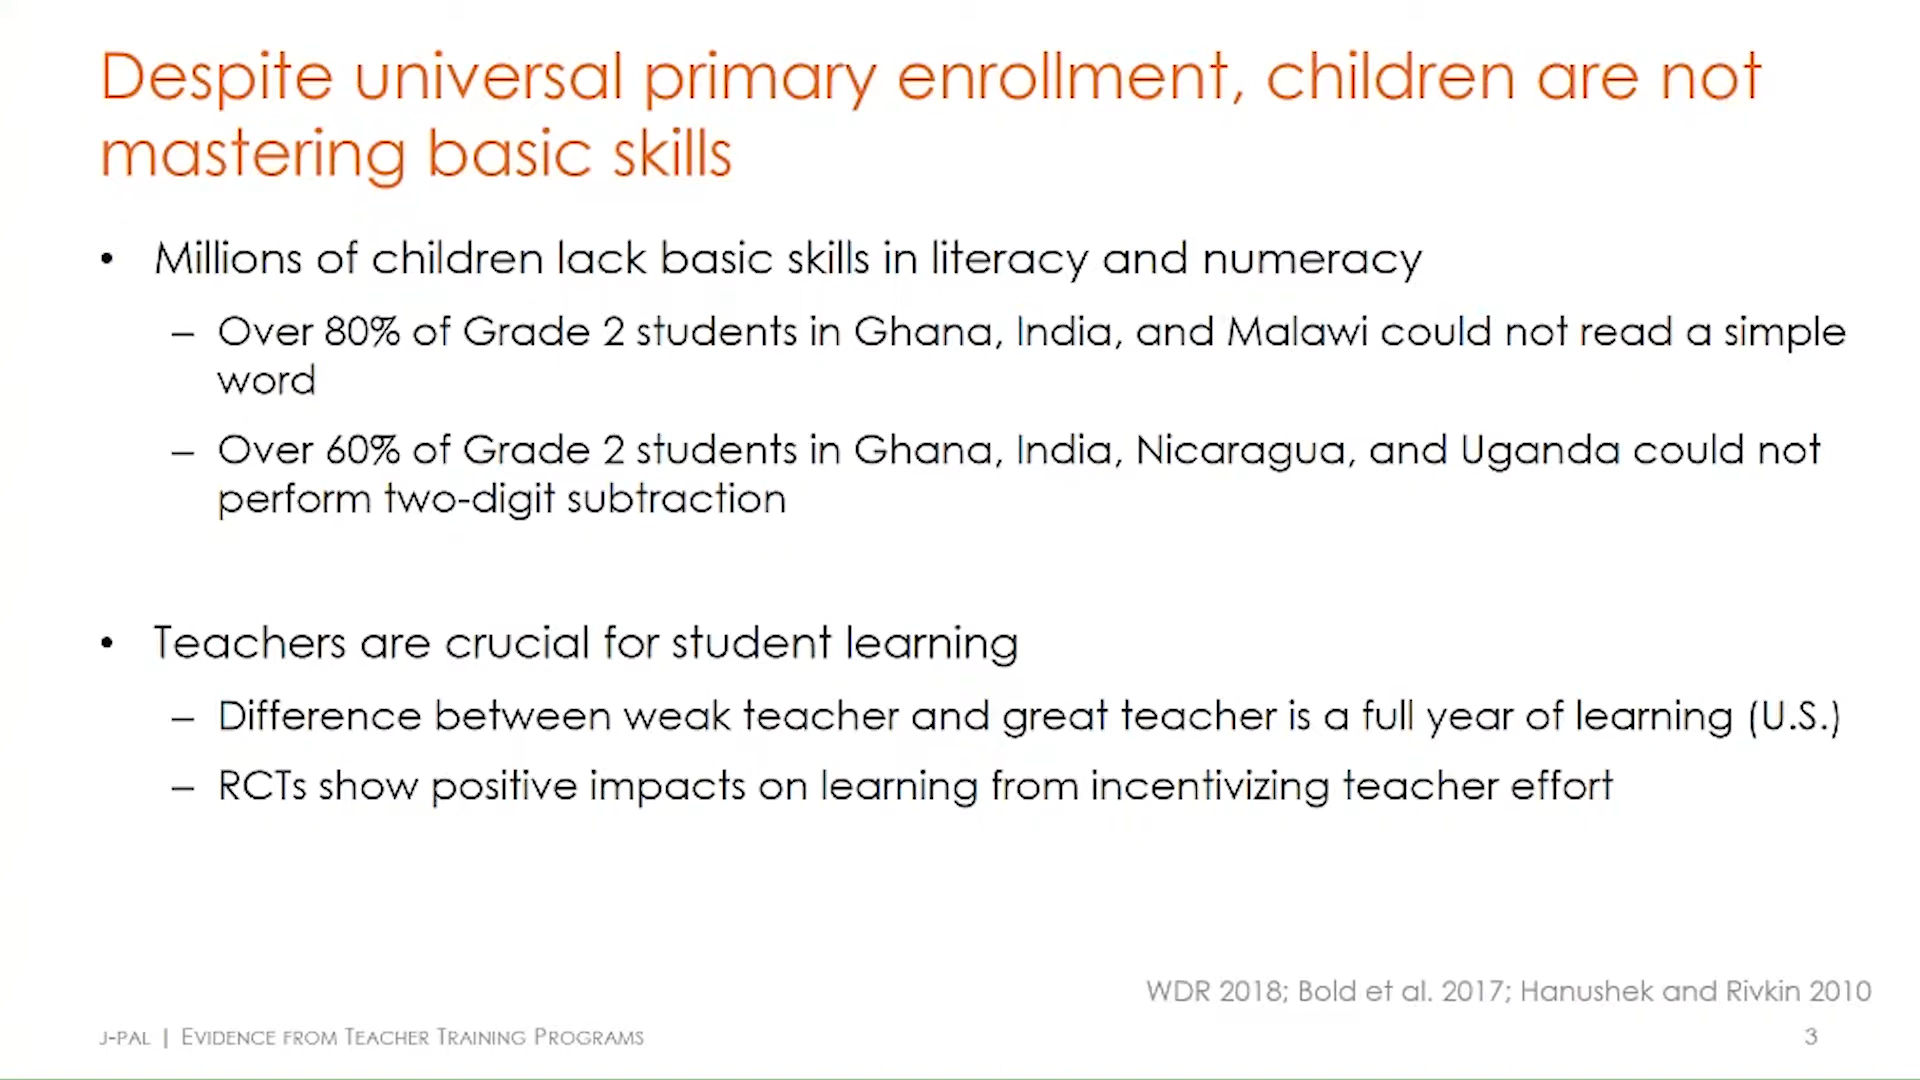 Despite universal primary enrollment, children are not
mastering basic skills
• Millions of children lack basic skills in literacy and numeracy
– Over 80% of Grade 2 students in Ghana, India, and Malawi could not read a simple
word
– Over 60% of Grade 2 students in Ghana, India, Nicaragua, and Uganda could not
perform two-digit subtraction
• Teachers are crucial for student learning
– Difference between weak teacher and great teacher is a full year of learning (U.S.)
– RCTs show positive impacts on learning from incentivizing teacher effort
WDR 2018; Bold et al. 2017; Hanushek and Rivkin 2010
J-PAL | EVIDENCE FROM TEACHER TRAINING PROGRAMS
3